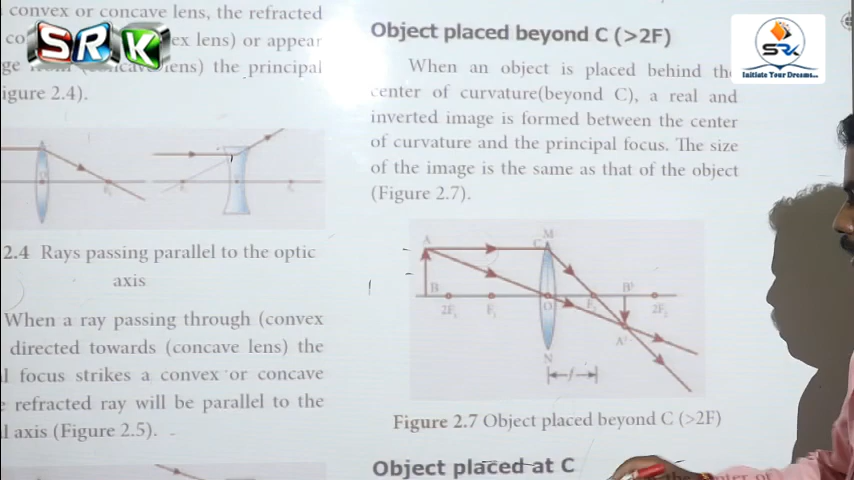 convex or concave lens, the refracted
ex lens) or appear
lens) the principal
igure 2.4).
2.4 Rays passing parallel to the optic
axis
When a ray passing through (convex
directed towards (concave lens) the
l focus strikes a convex or concave
refracted ray will be parallel to the
l axis (Figure 2.5).
SRK
Object placed beyond C (>2F)
When an object is placed behind the
center of curvature(beyond C), a real and
inverted image is formed between the center
of curvature and the principal focus. The size
of the image is the same as that of the object
(Figure 2.7).
A
M
C
B
2F₁
F₁
O
F₂
B'
2F₂
A'
N
f
Figure 2.7 Object placed beyond C (>2F)
Object placed at C
SRK
Initiate Your Dreams...